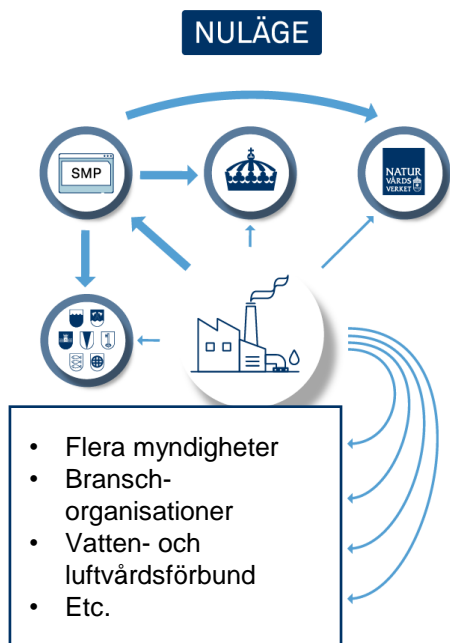 NULÄGE
SMP
NATUR
VÅRDS
VERKET
• Flera myndigheter
• Bransch-
organisationer
• Vatten- och
luftvårdsförbund
• Etc.